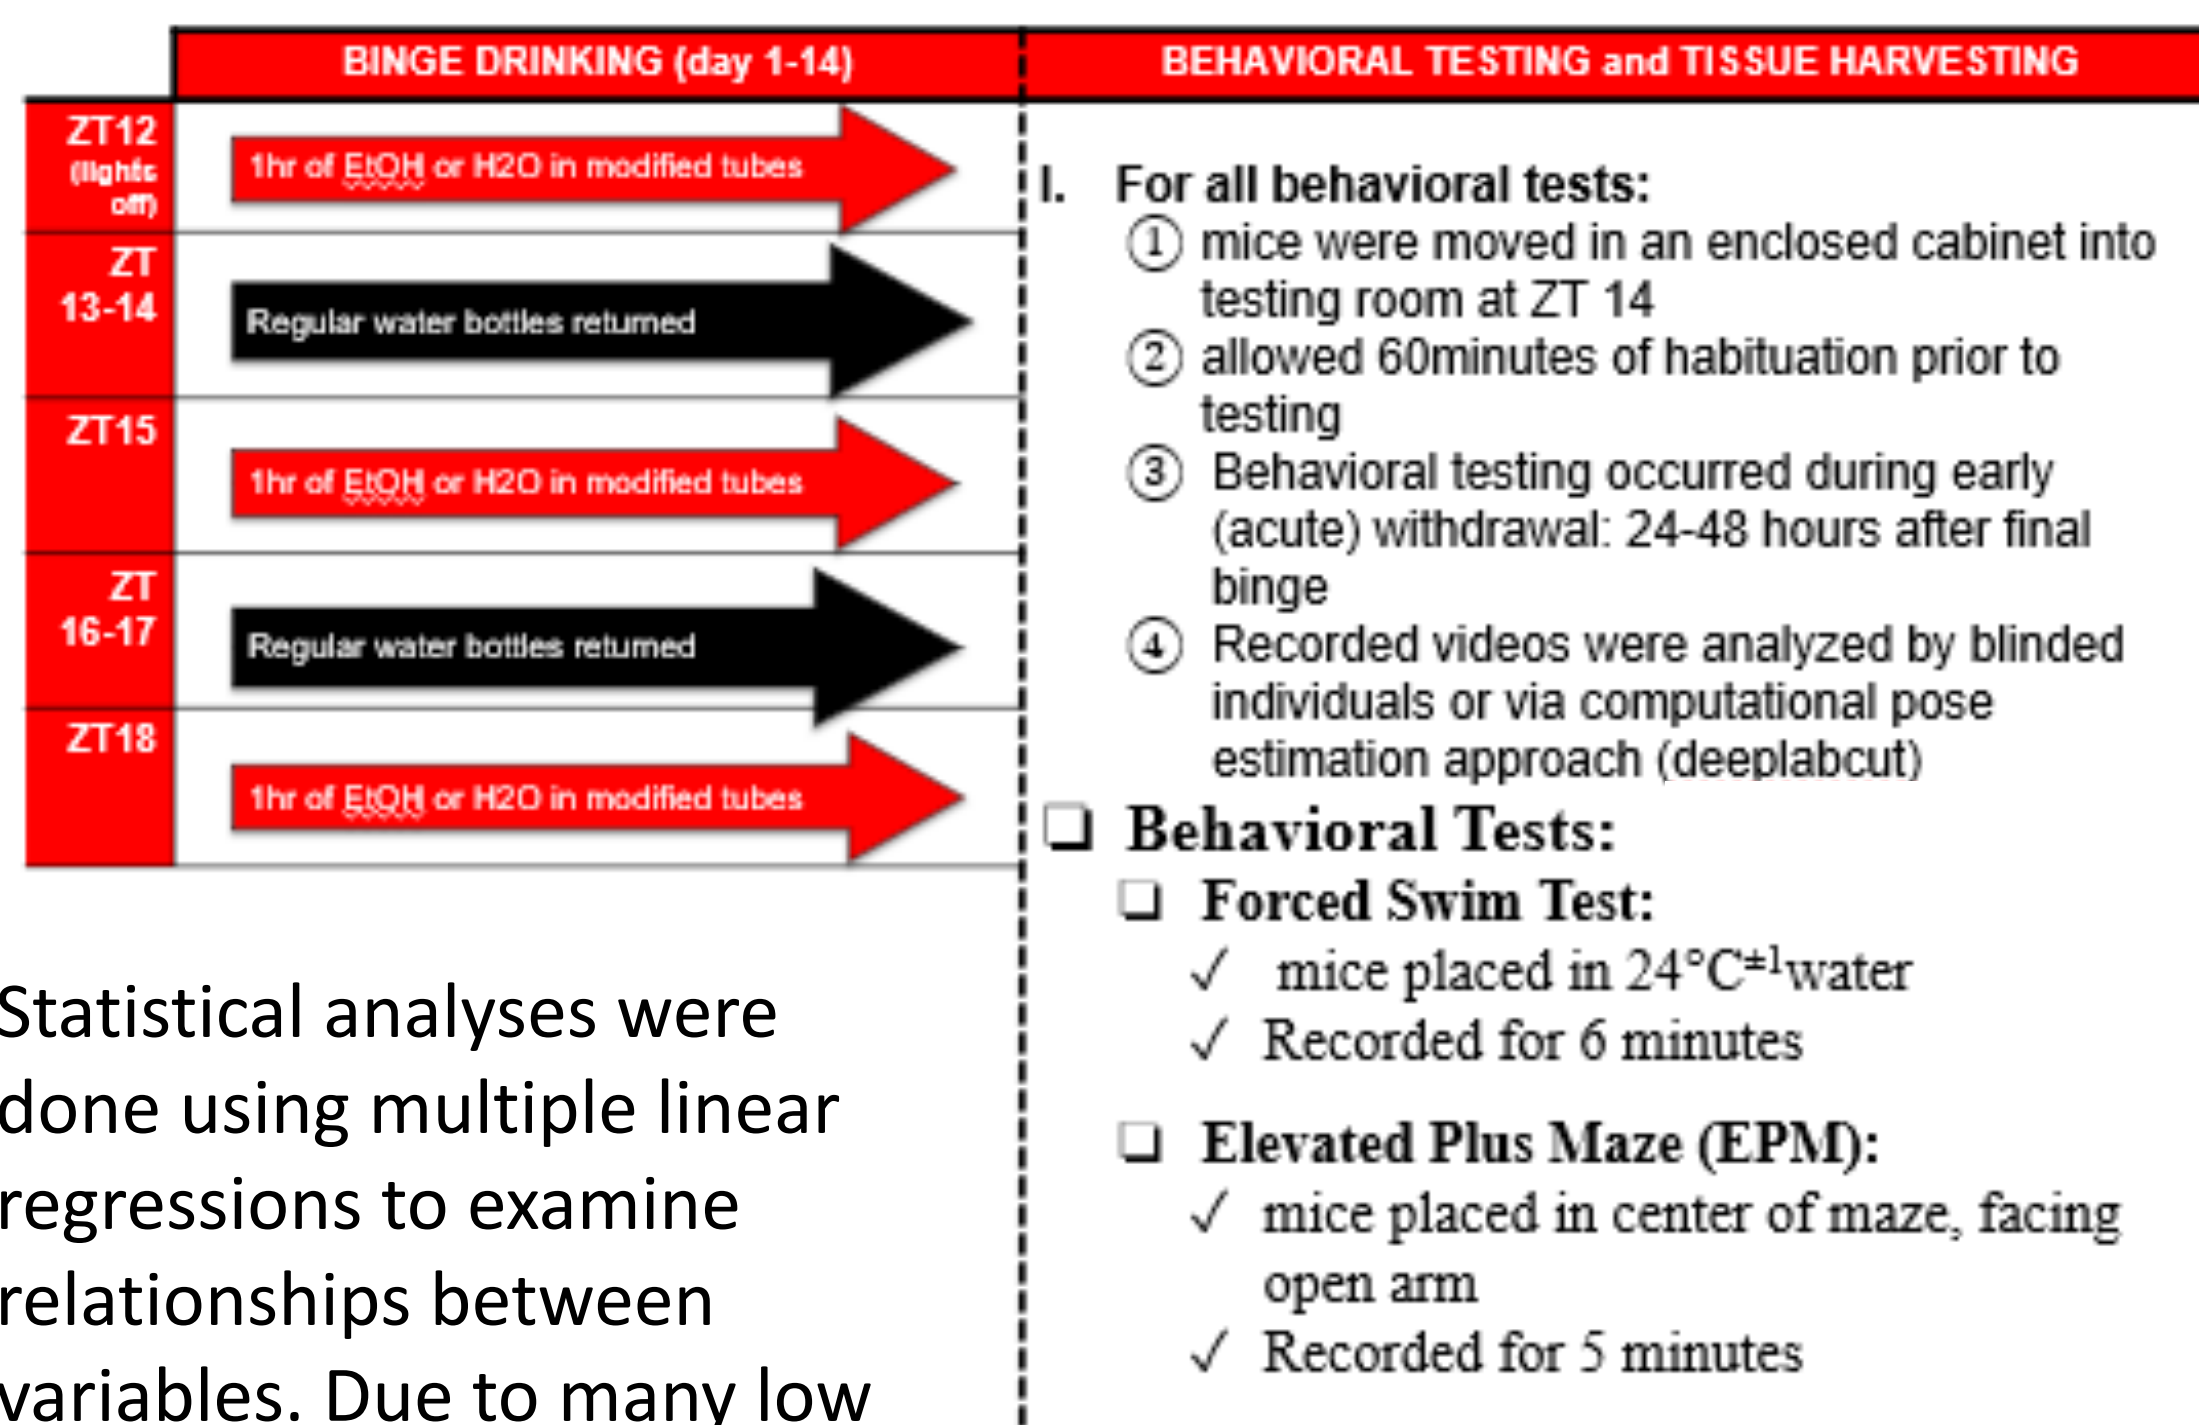 BINGE DRINKING (day 1-14)
ZT12
(lights
off)
1hr of EtOH or H2O in modified tubes
ZT
13-14
Regular water bottles returned
ZT15
1hr of EtOH or H2O in modified tubes
ZT
16-17
Regular water bottles returned
ZT18
1hr of EtOH or H2O in modified tubes
Statistical analyses were
done using multiple linear
regressions to examine
relationships between
variables. Due to many low
BEHAVIORAL TESTING and TISSUE HARVESTING
I. For all behavioral tests:
① mice were moved in an enclosed cabinet into
testing room at ZT 14
② allowed 60minutes of habituation prior to
testing
③ Behavioral testing occurred during early
(acute) withdrawal: 24-48 hours after final
binge
④ Recorded videos were analyzed by blinded
individuals or via computational pose
estimation approach (deeplabcut)
❑ Behavioral Tests:
❑ Forced Swim Test:
✓ mice placed in 24°C±1water
✓ Recorded for 6 minutes
❑ Elevated Plus Maze (EPM):
✓ mice placed in center of maze, facing
open arm
✓ Recorded for 5 minutes